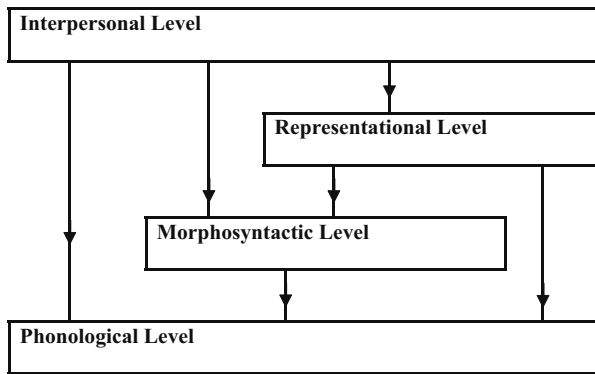 Interpersonal Level
Representational Level
Morphosyntactic Level
Phonological Level